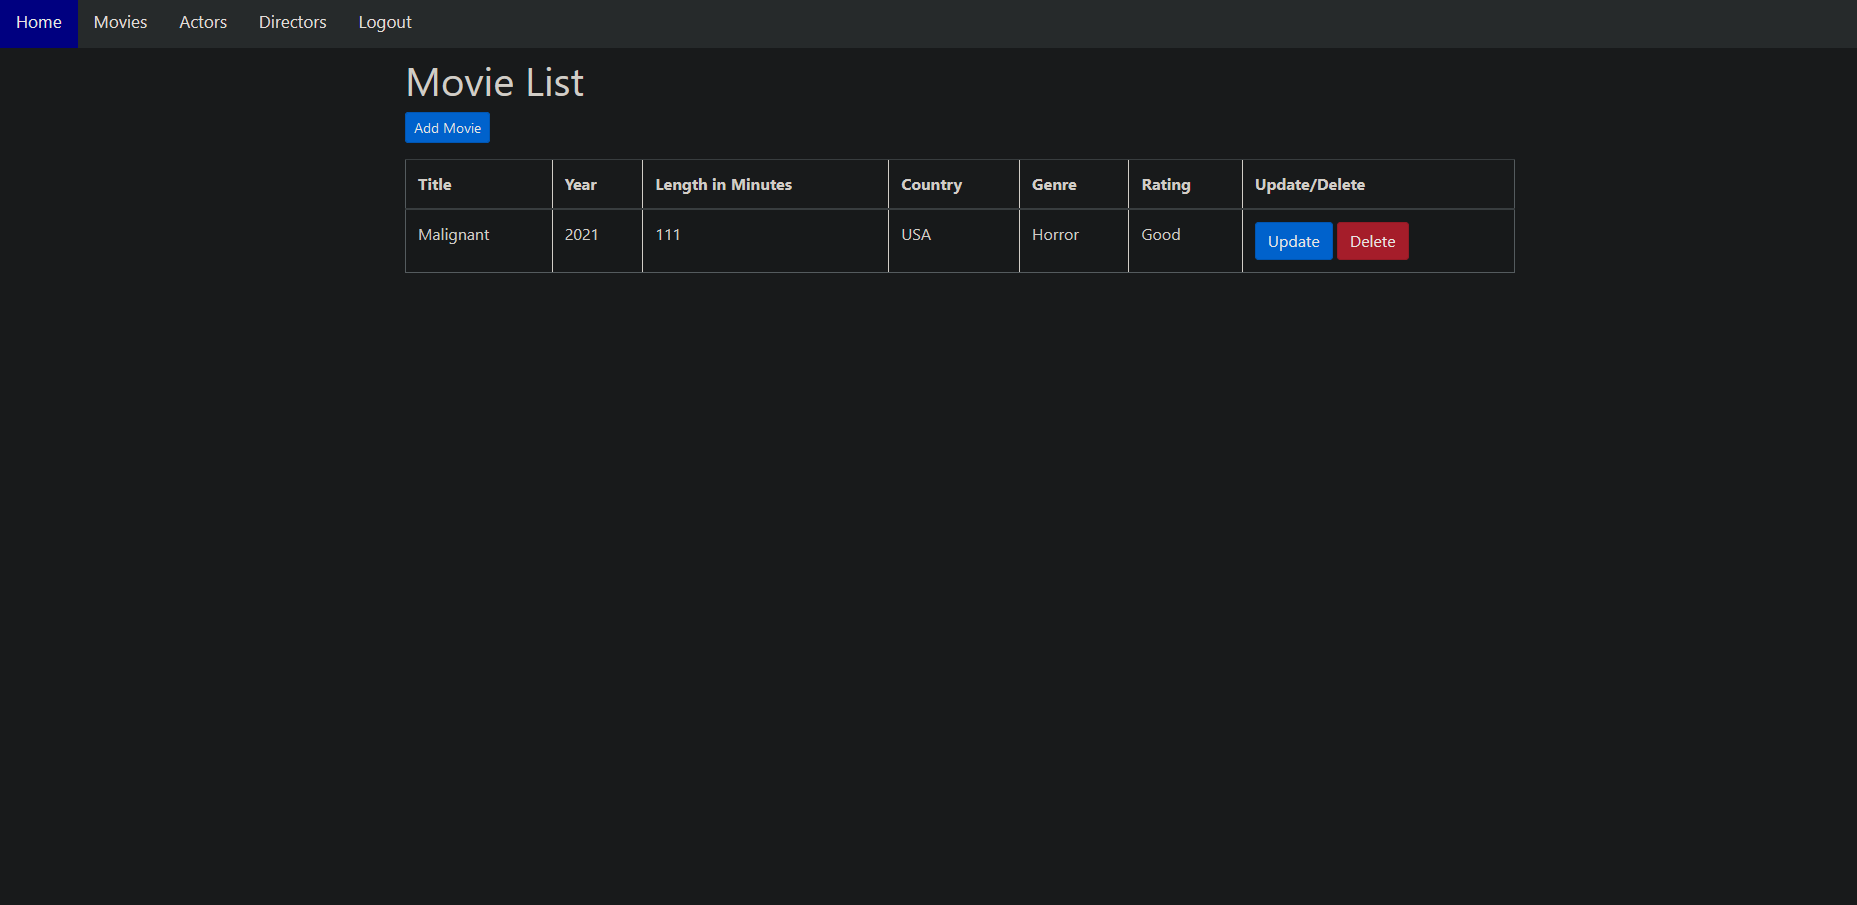 Home Movies Actors Directors Logout
Movie List
Add Movie
Title Year Length in Minutes Country Genre Rating Update/Delete
Malignant 2021 111 USA Horror Good Update Delete